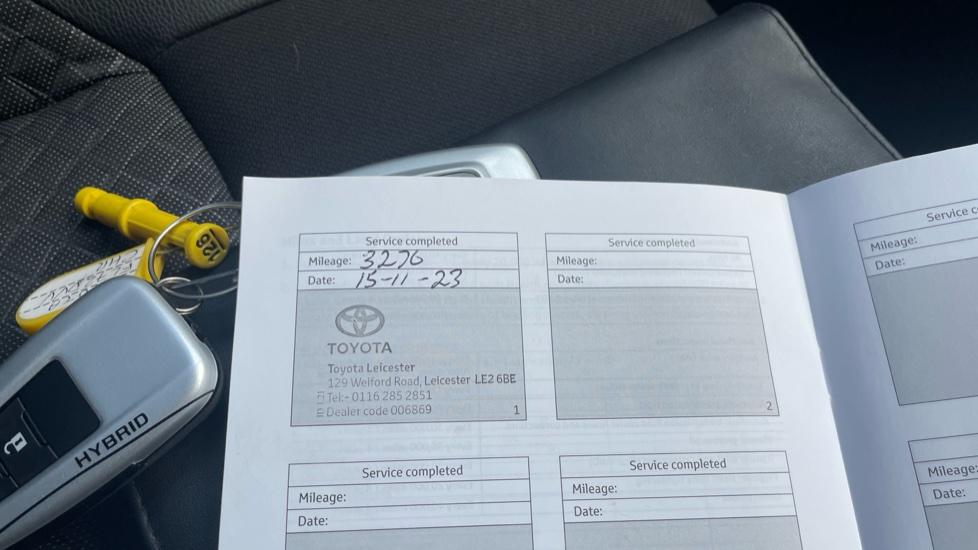 Service completed
Mileage: 3276
Date: 15-11-23
TOYOTA
Toyota Leicester
129 Welford Road, Leicester LE2 6BE
Tel:- 0116 285 2851
Dealer code 006869
1
Service completed
Mileage:
Date:
2
Service
Mileage:
Date:
Service completed
Mileage:
Date:
Service completed
Mileage:
Date:
Mileage:
Date:
HYBRID
126